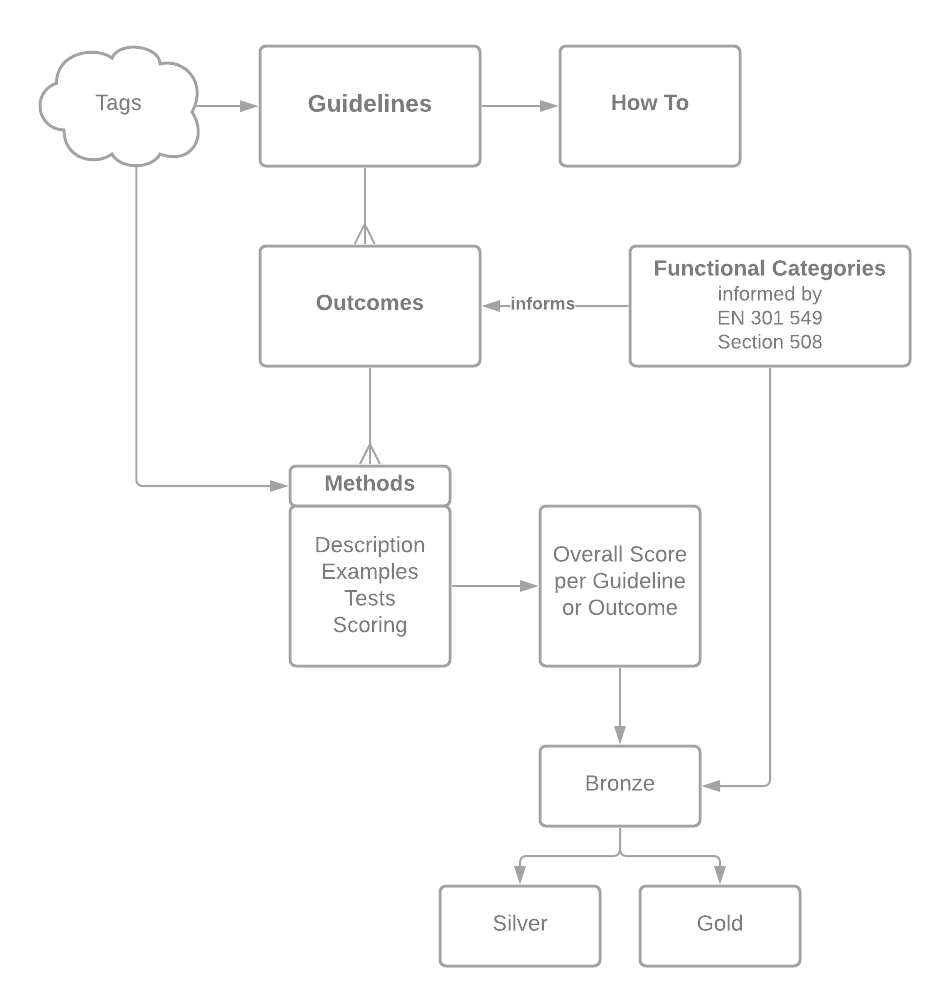 Tags
Guidelines
How To
Outcomes
informs
Functional Categories
informed by
EN 301 549
Section 508
Methods
Description
Examples
Tests
Scoring
Overall Score
per Guideline
or Outcome
Bronze
Silver
Gold